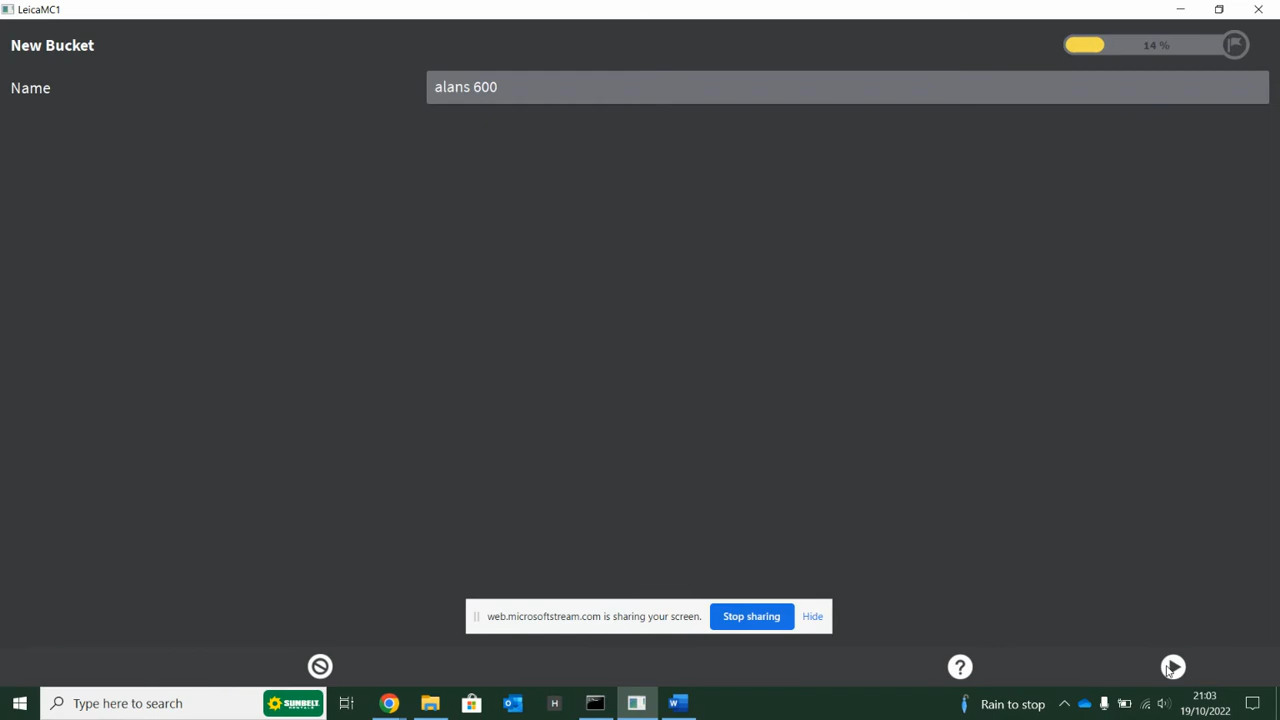 LeicaMC1
New Bucket
14 %
Name
alans 600
web.microsoftstream.com is sharing your screen.
Stop sharing
Hide
?
Type here to search
SUNBELT
H
W
Rain to stop
21:03
19/10/2022